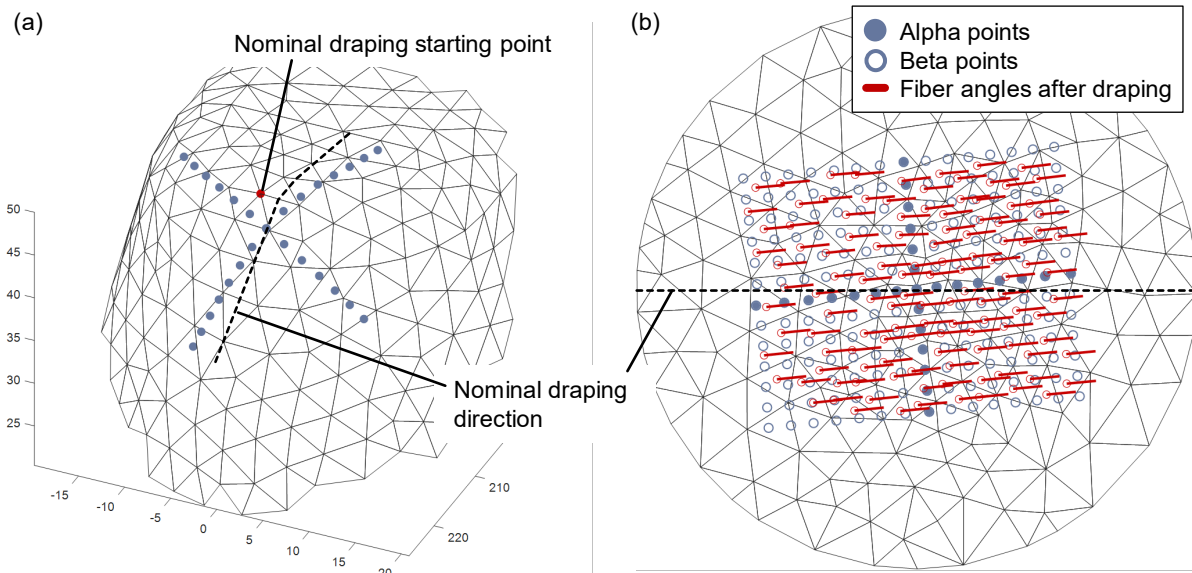 (a)
Nominal draping starting point
50
45
40
35
30
25
-15
-10
-5
0
5
10
15
20
210
220
Nominal draping
direction
(b)
Alpha points
Beta points
Fiber angles after draping